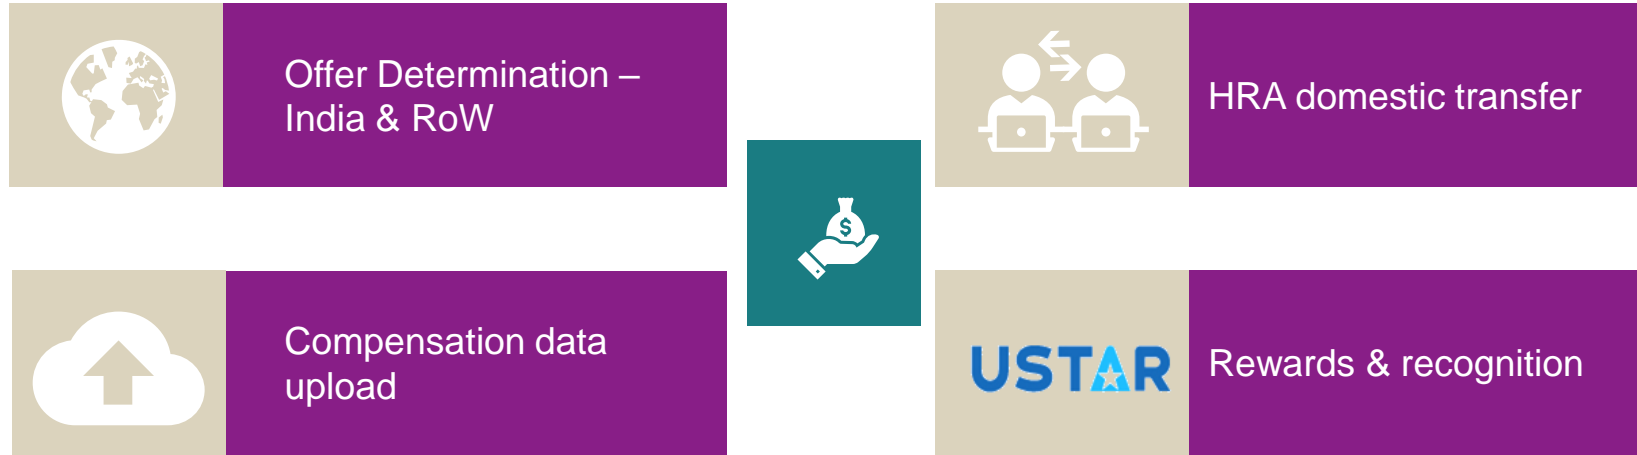 Offer Determination –
India & RoW
HRA domestic transfer
$
Compensation data
upload
USTAR
Rewards & recognition